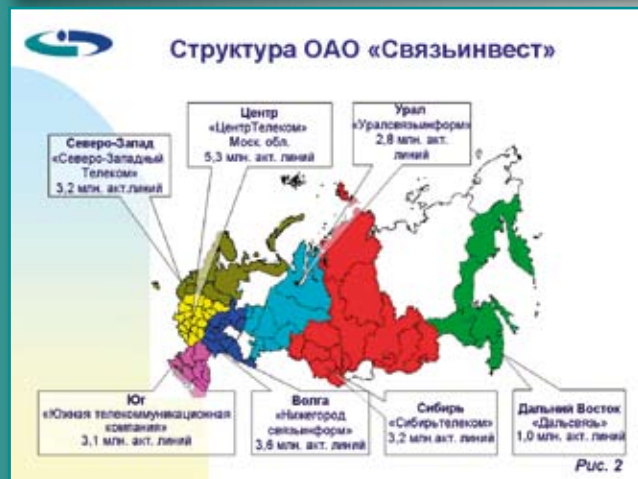 Структура ОАО «Связьинвест»
Центр
«ЦентрТелеком»
Моск. обл.
5,3 млн. акт. линий
Урал
«Уралсвязьинформ»
2,8 млн. акт.
линий
Северо-Запад
«Северо-Западный
Телеком»
3,2 млн. акт.линий
Юг
«Южная телекоммуникационная
компания»
3,1 млн. акт. линий
Волга
«Нижегород
связьинформ»
3,6 млн. акт. линий
Сибирь
«Сибирьтелеком»
3,2 млн. акт. линий
Дальний Восток
«Дальсвязь»
1,0 млн. акт. линий
Рис. 2